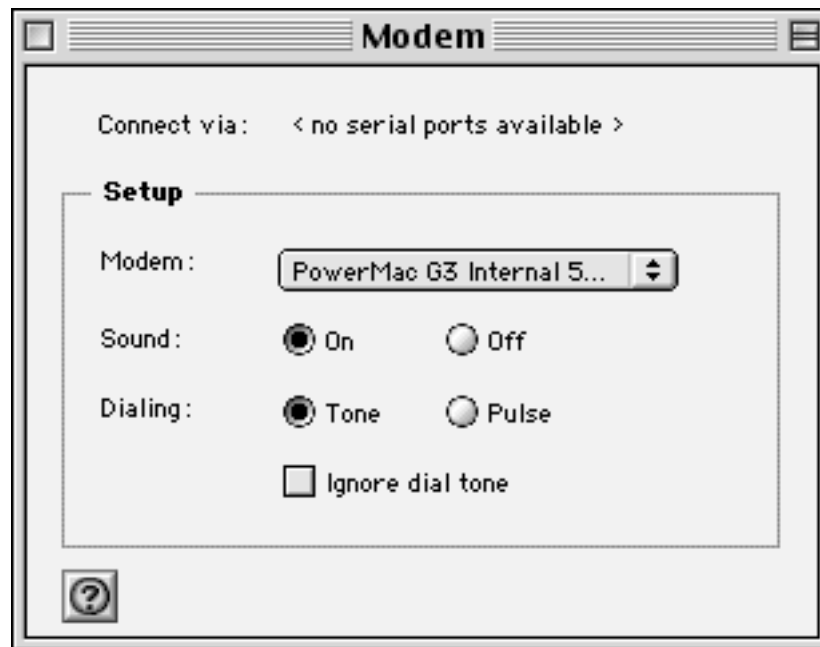 Modem
Connect via: < no serial ports available >
Setup
Modem: PowerMac G3 Internal 5...
Sound: On Off
Dialing: Tone Pulse
Ignore dial tone
?